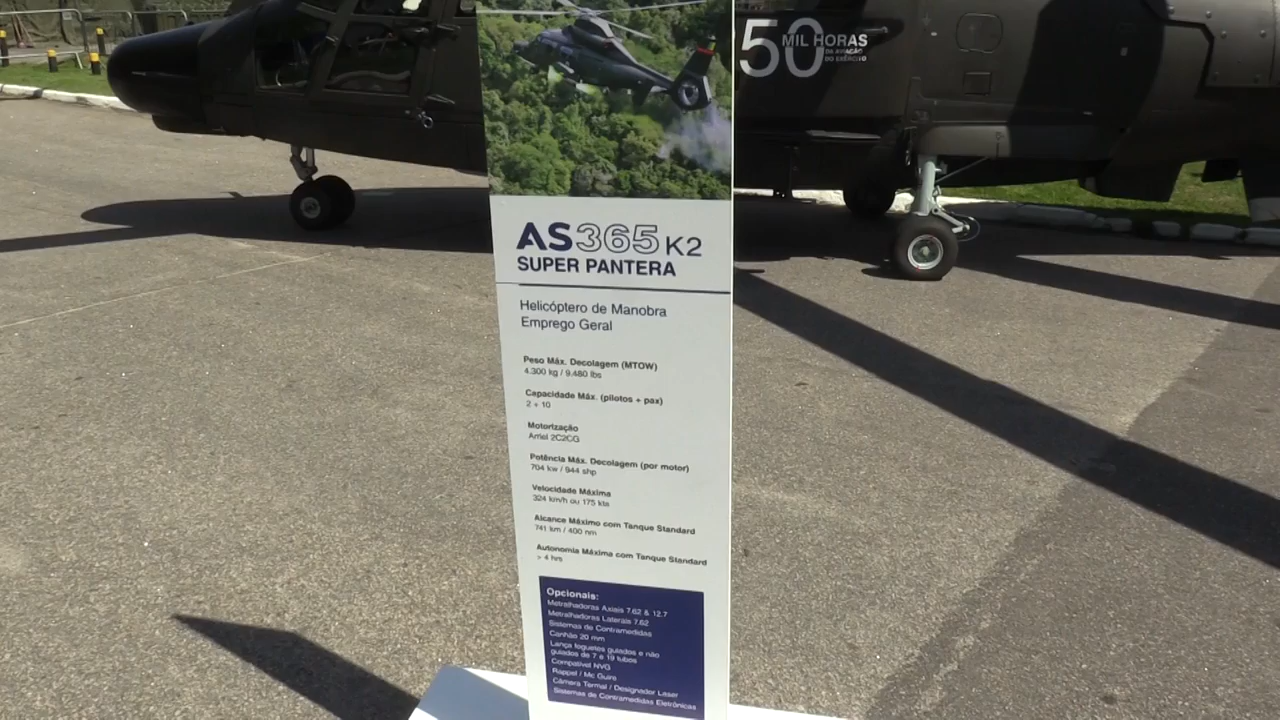 50 MIL HORAS
DA AVIAÇÃO
DO EXÉRCITO
AS365 K2
SUPER PANTERA
Helicóptero de Manobra
Emprego Geral
Peso Máx. Decolagem (MTOW)
4.300 kg / 9.480 lbs
Capacidade Máx. (pilotos + pax)
2 + 10
Motorização
Arriel 2C2CG
Potência Máx. Decolagem (por motor)
704 kw / 944 shp
Velocidade Máxima
324 km/h ou 175 kts
Alcance Máximo com Tanque Standard
741 km / 400 nm
Autonomia Máxima com Tanque Standard
> 4 hrs
Opcionais:
Metralhadoras Axiais 7.62 & 12.7
Metralhadoras Laterais 7.62
Sistemas de Contramedidas
Canhão 20 mm
Lança foguetes guiados e não
guiados de 7 e 19 tubos
Compatível NVG
Rappel / Mc Guire
Câmera Termal / Designador Laser
Sistemas de Contramedidas Eletrônicas